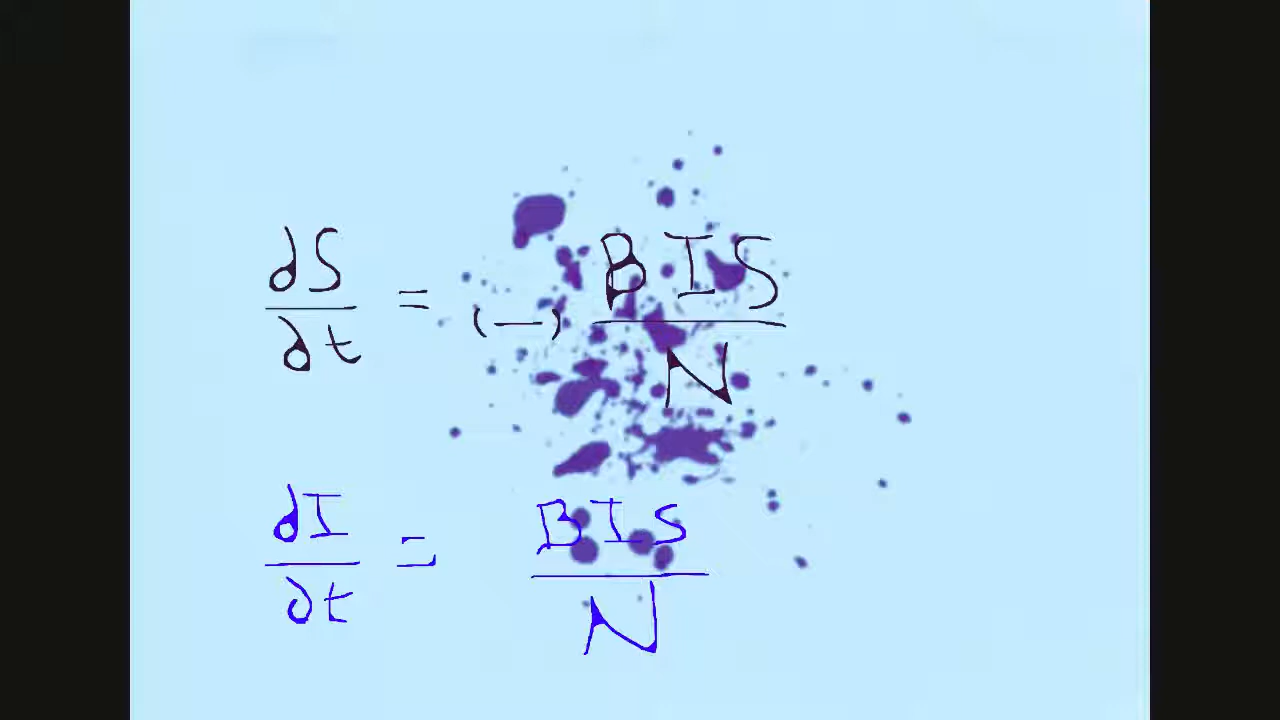 dS/dt = (-) BIS/N
dI/dt = BIS/N